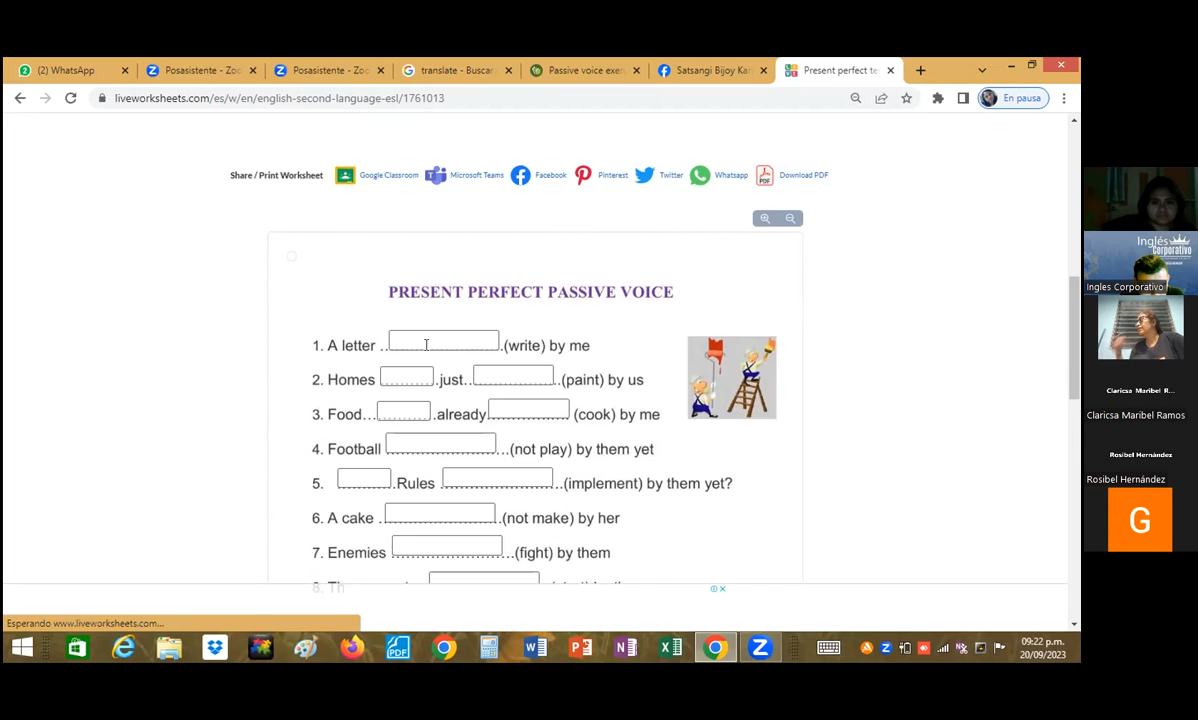 (2) WhatsApp
Posasistente - Zoo
Posasistente - Zoo
translate - Buscar
Passive voice exer
Satsangi Bijoy Kar
Present perfect te
liveworksheets.com/es/w/en/english-second-language-esl/1761013
En pausa
Share / Print Worksheet
Google Classroom
Microsoft Teams
Facebook
Pinterest
Twitter
Whatsapp
PDF
Download PDF
PRESENT PERFECT PASSIVE VOICE
1. A letter (write) by me
2. Homes just (paint) by us
3. Food already (cook) by me
4. Football (not play) by them yet
5. Rules (implement) by them yet?
6. A cake (not make) by her
7. Enemies (fight) by them
8. Th
Esperando www.liveworksheets.com...
09:22 p.m.
20/09/2023
Inglés
Corporativo
Ingles Corporativo
Claricsa Maribel R...
Claricsa Maribel Ramos
Rosibel Hernández
Rosibel Hernández
G